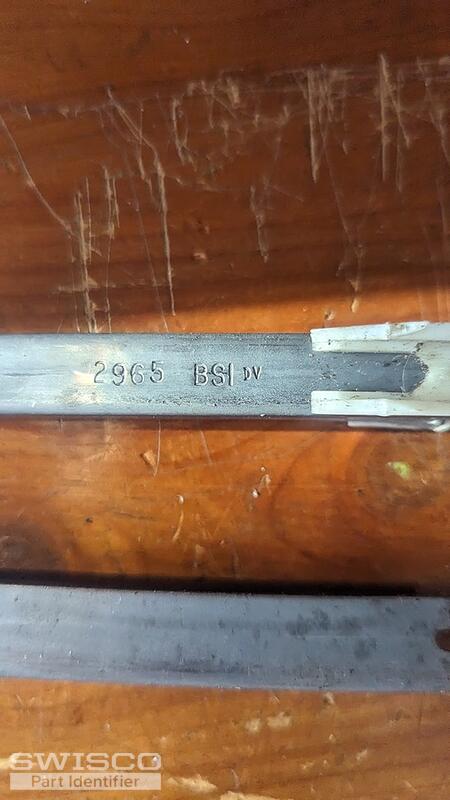 2965 BSI DV
SWISCO
Part Identifier